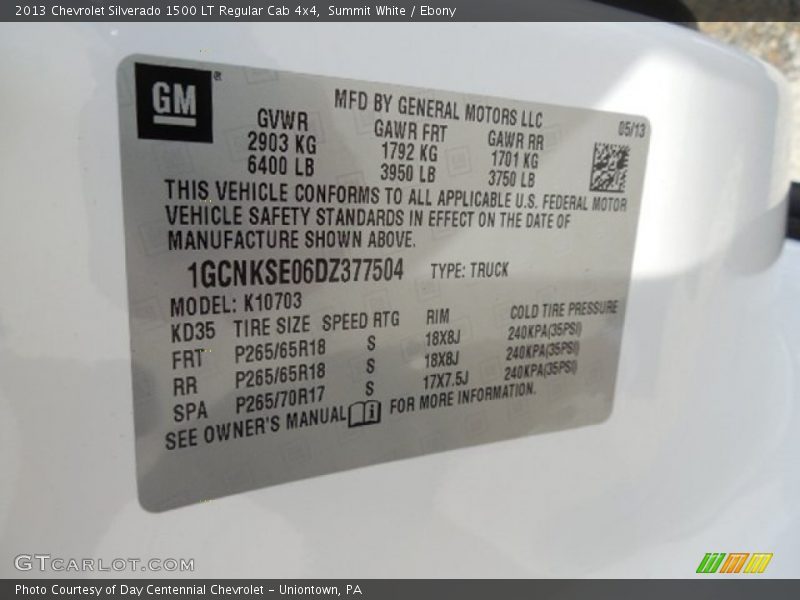 2013 Chevrolet Silverado 1500 LT Regular Cab 4x4, Summit White / Ebony
GM®
MFD BY GENERAL MOTORS LLC
05/13
GVWR GAWR FRT GAWR RR
2903 KG 1792 KG 1701 KG
6400 LB 3950 LB 3750 LB
THIS VEHICLE CONFORMS TO ALL APPLICABLE U.S. FEDERAL MOTOR
VEHICLE SAFETY STANDARDS IN EFFECT ON THE DATE OF
MANUFACTURE SHOWN ABOVE.
1GCNKSE06DZ377504 TYPE: TRUCK
MODEL: K10703
KD35 TIRE SIZE SPEED RTG RIM COLD TIRE PRESSURE
FRT P265/65R18 S 18X8J 240KPA(35PSI)
RR P265/65R18 S 18X8J 240KPA(35PSI)
SPA P265/70R17 S 17X7.5J 240KPA(35PSI)
SEE OWNER'S MANUAL FOR MORE INFORMATION.
GTCARLOT.COM
Photo Courtesy of Day Centennial Chevrolet - Uniontown, PA